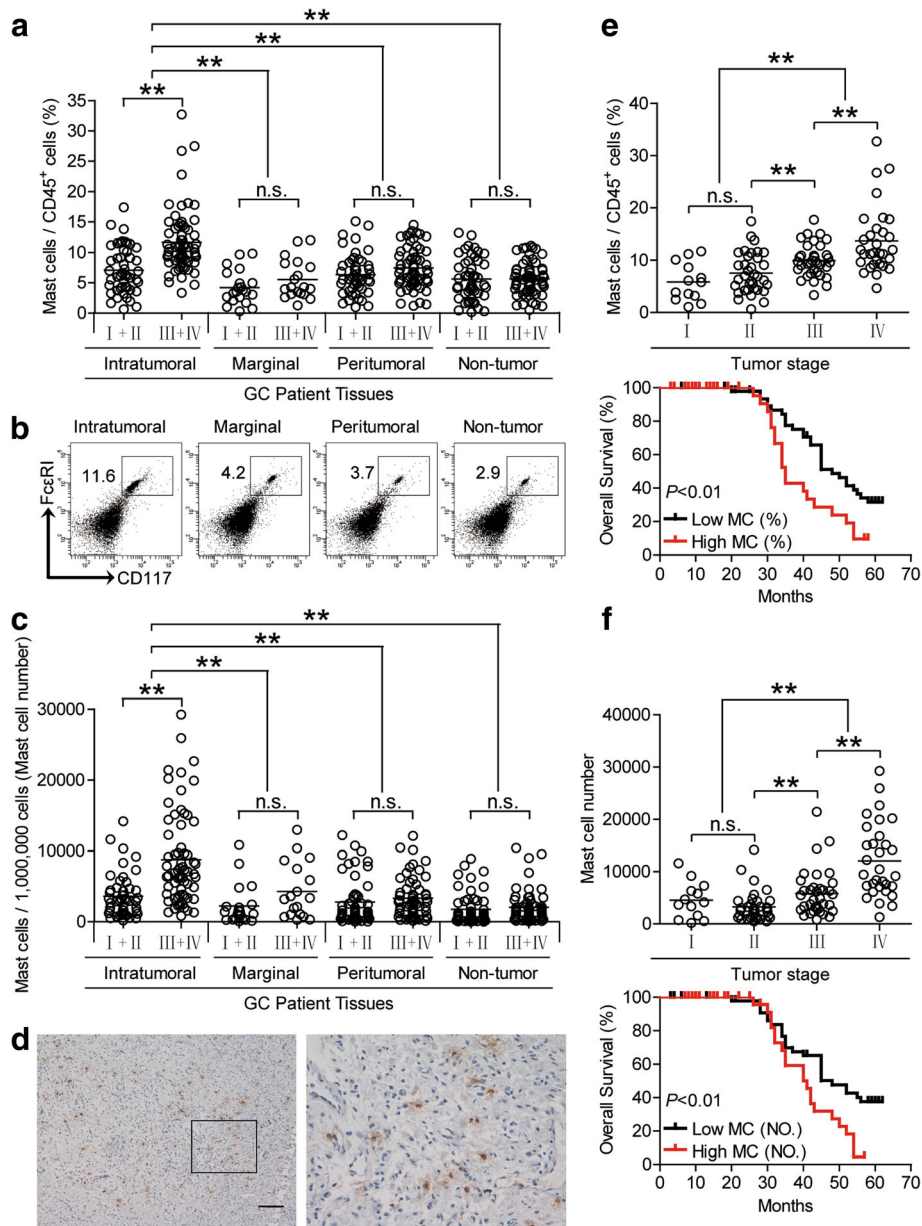 a
**
**
**
**
n.s.
n.s.
n.s.
Mast cells / CD45+ cells (%)
35
30
25
20
15
10
5
0
I + II III+IV I + II III+IV I + II III+IV I + II III+IV
Intratumoral Marginal Peritumoral Non-tumor
GC Patient Tissues
b
Intratumoral Marginal Peritumoral Non-tumor
11.6 4.2 3.7 2.9
FcεRI
CD117
c
**
**
**
**
n.s.
n.s.
n.s.
Mast cells / 1,000,000 cells (Mast cell number)
30000
20000
10000
0
I + II III+IV I + II III+IV I + II III+IV I + II III+IV
Intratumoral Marginal Peritumoral Non-tumor
GC Patient Tissues
d
e
**
**
**
n.s.
Mast cells / CD45+ cells (%)
40
30
20
10
0
I II III IV
Tumor stage
Overall Survival (%)
100
80
60
40
20
0
P<0.01
Low MC (%)
High MC (%)
0 10 20 30 40 50 60 70
Months
f
**
**
**
n.s.
Mast cell number
40000
30000
20000
10000
0
I II III IV
Tumor stage
Overall Survival (%)
100
80
60
40
20
0
P<0.01
Low MC (NO.)
High MC (NO.)
0 10 20 30 40 50 60 70
Months